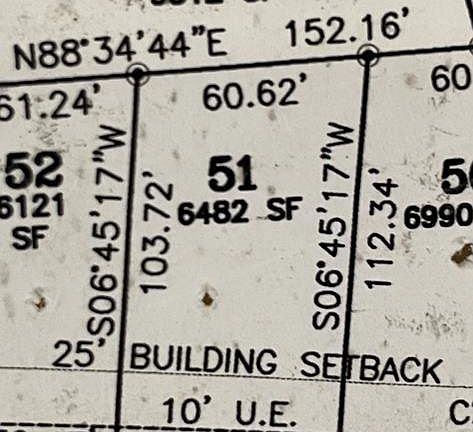 N88°34'44"E 152.16'
61.24' 60.62' 60
52 51
6121 6482 SF 6990
SF
S06°45'17"W 103.72' S06°45'17"W 112.34'
25' BUILDING SETBACK
10' U.E.